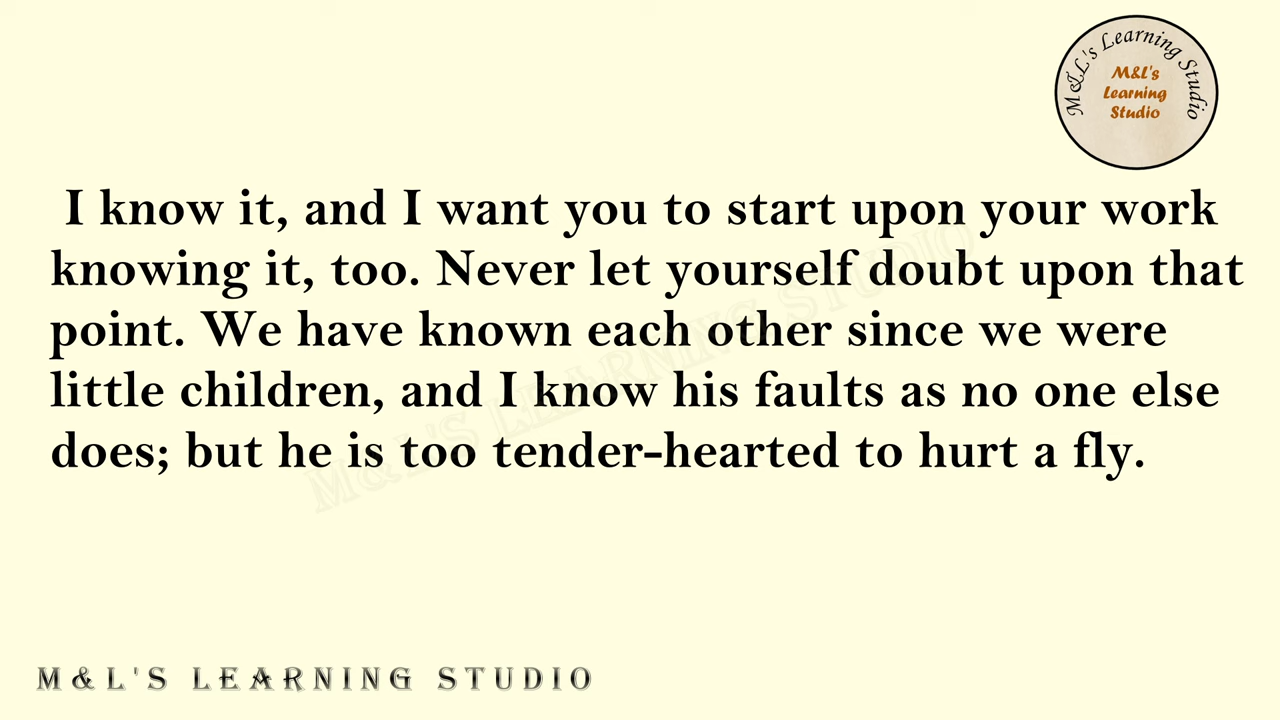 M&L's Learning Studio
M&L's
Learning
Studio
I know it, and I want you to start upon your work
knowing it, too. Never let yourself doubt upon that
point. We have known each other since we were
little children, and I know his faults as no one else
does; but he is too tender-hearted to hurt a fly.
M&L'S LEARNING STUDIO
M&L'S LEARNING STUDIO